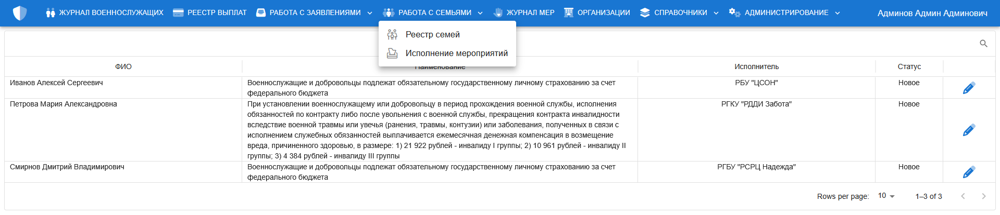 ЖУРНАЛ ВОЕННОСЛУЖАЩИХ РЕЕСТР ВЫПЛАТ РАБОТА С ЗАЯВЛЕНИЯМИ РАБОТА С СЕМЬЯМИ ЖУРНАЛ МЕР ОРГАНИЗАЦИИ СПРАВОЧНИКИ АДМИНИСТРИРОВАНИЕ Админов Админ Админович
Реестр семей
Исполнение мероприятий
ФИО Наименование Исполнитель Статус
Иванов Алексей Сергеевич
Военнослужащие и добровольцы подлежат обязательному государственному личному страхованию за счет
федерального бюджета
РБУ "ЦСОН"
Новое
Петрова Мария Александровна
При установлении военнослужащему или добровольцу в период прохождения военной службы, исполнения
обязанностей по контракту либо после увольнения с военной службы, прекращения контракта инвалидности
вследствие военной травмы или увечья (ранения, травмы, контузии) или заболевания, полученных в связи с
исполнением служебных обязанностей выплачивается ежемесячная денежная компенсация в возмещение
вреда, причиненного здоровью, в размере: 1) 21 922 рублей - инвалиду I группы; 2) 10 961 рублей - инвалиду II
группы; 3) 4 384 рублей - инвалиду III группы
РГКУ "РДДИ Забота"
Новое
Смирнов Дмитрий Владимирович
Военнослужащие и добровольцы подлежат обязательному государственному личному страхованию за счет
федерального бюджета
РГБУ "РСРЦ Надежда"
Новое
Rows per page: 10 1–3 of 3